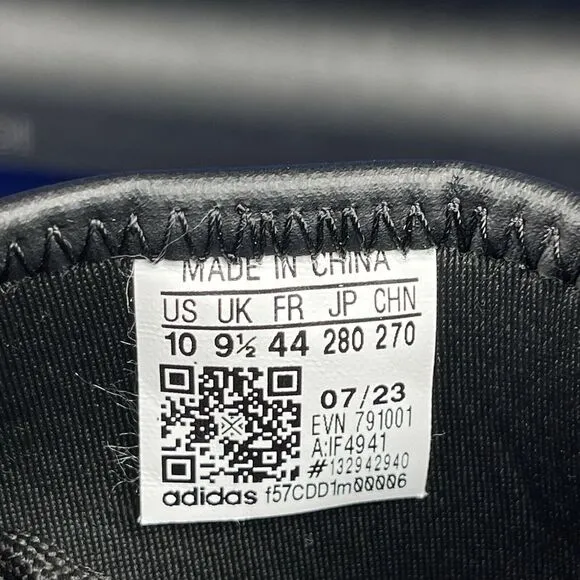 MADE IN CHINA
US UK FR JP CHN
10 9½ 44 280 270
07/23
EVN 791001
A:IF4941
#132942940
adidas f57CDD1m00006